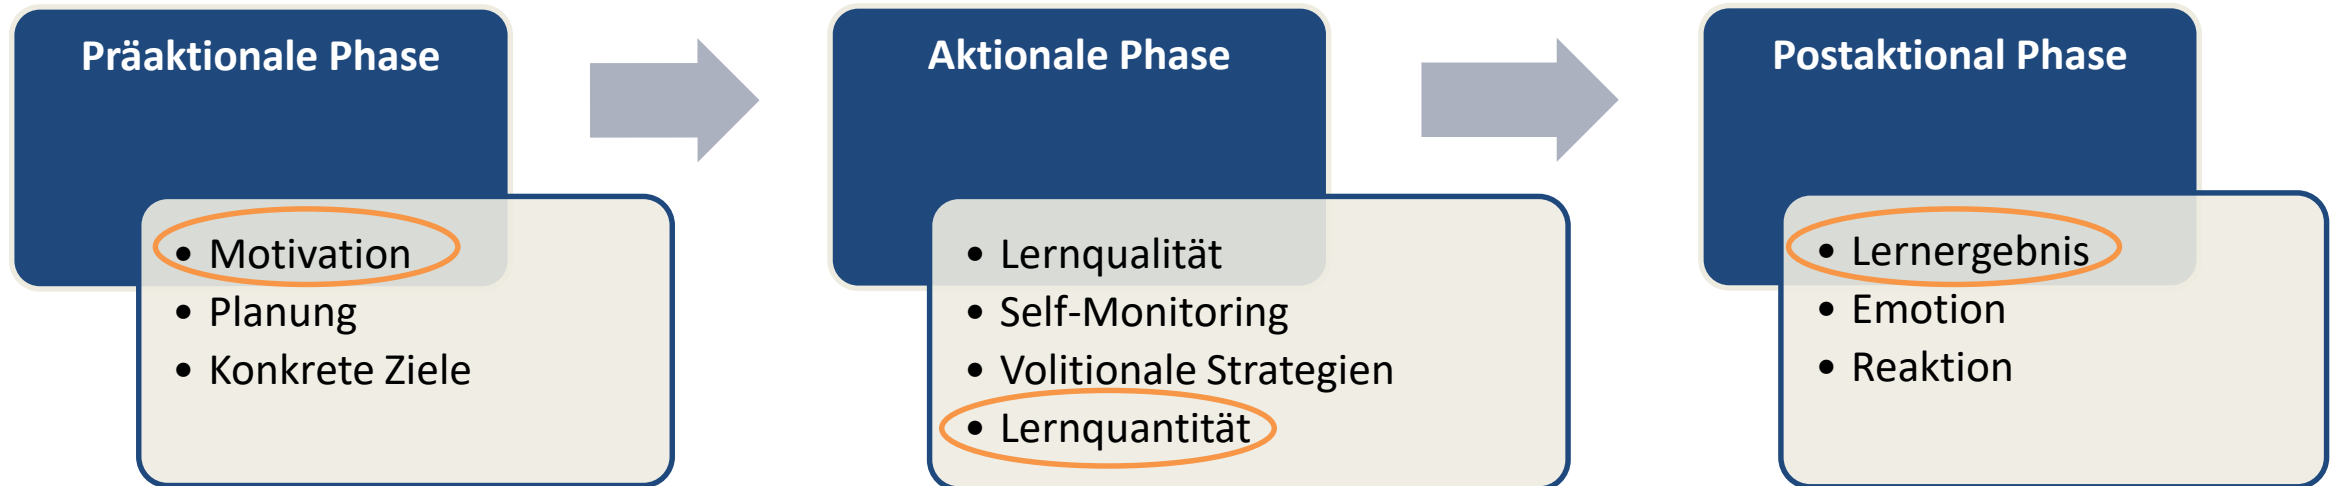 Präaktionale Phase
• Motivation
• Planung
• Konkrete Ziele
Aktionale Phase
• Lernqualität
• Self-Monitoring
• Volitionale Strategien
• Lernquantität
Postaktional Phase
• Lernergebnis
• Emotion
• Reaktion